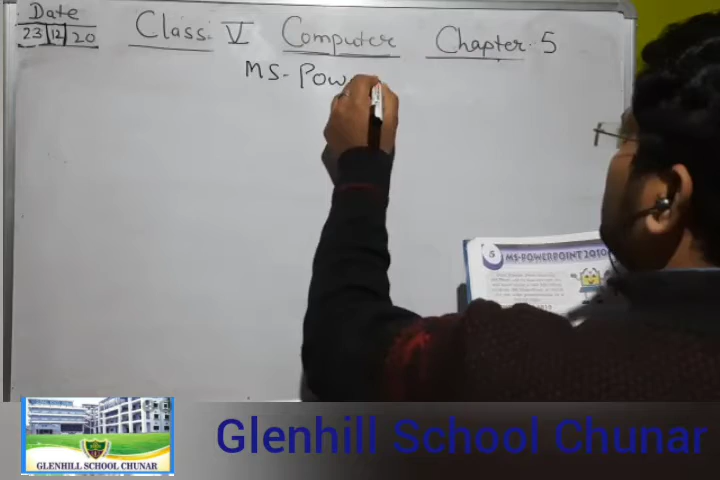 Date
23 12 20
Class: V Computer Chapter-5
MS-Pow
5 MS-POWERPOINT 2010
GLENHILL SCHOOL CHUNAR
Glenhill School Chunar